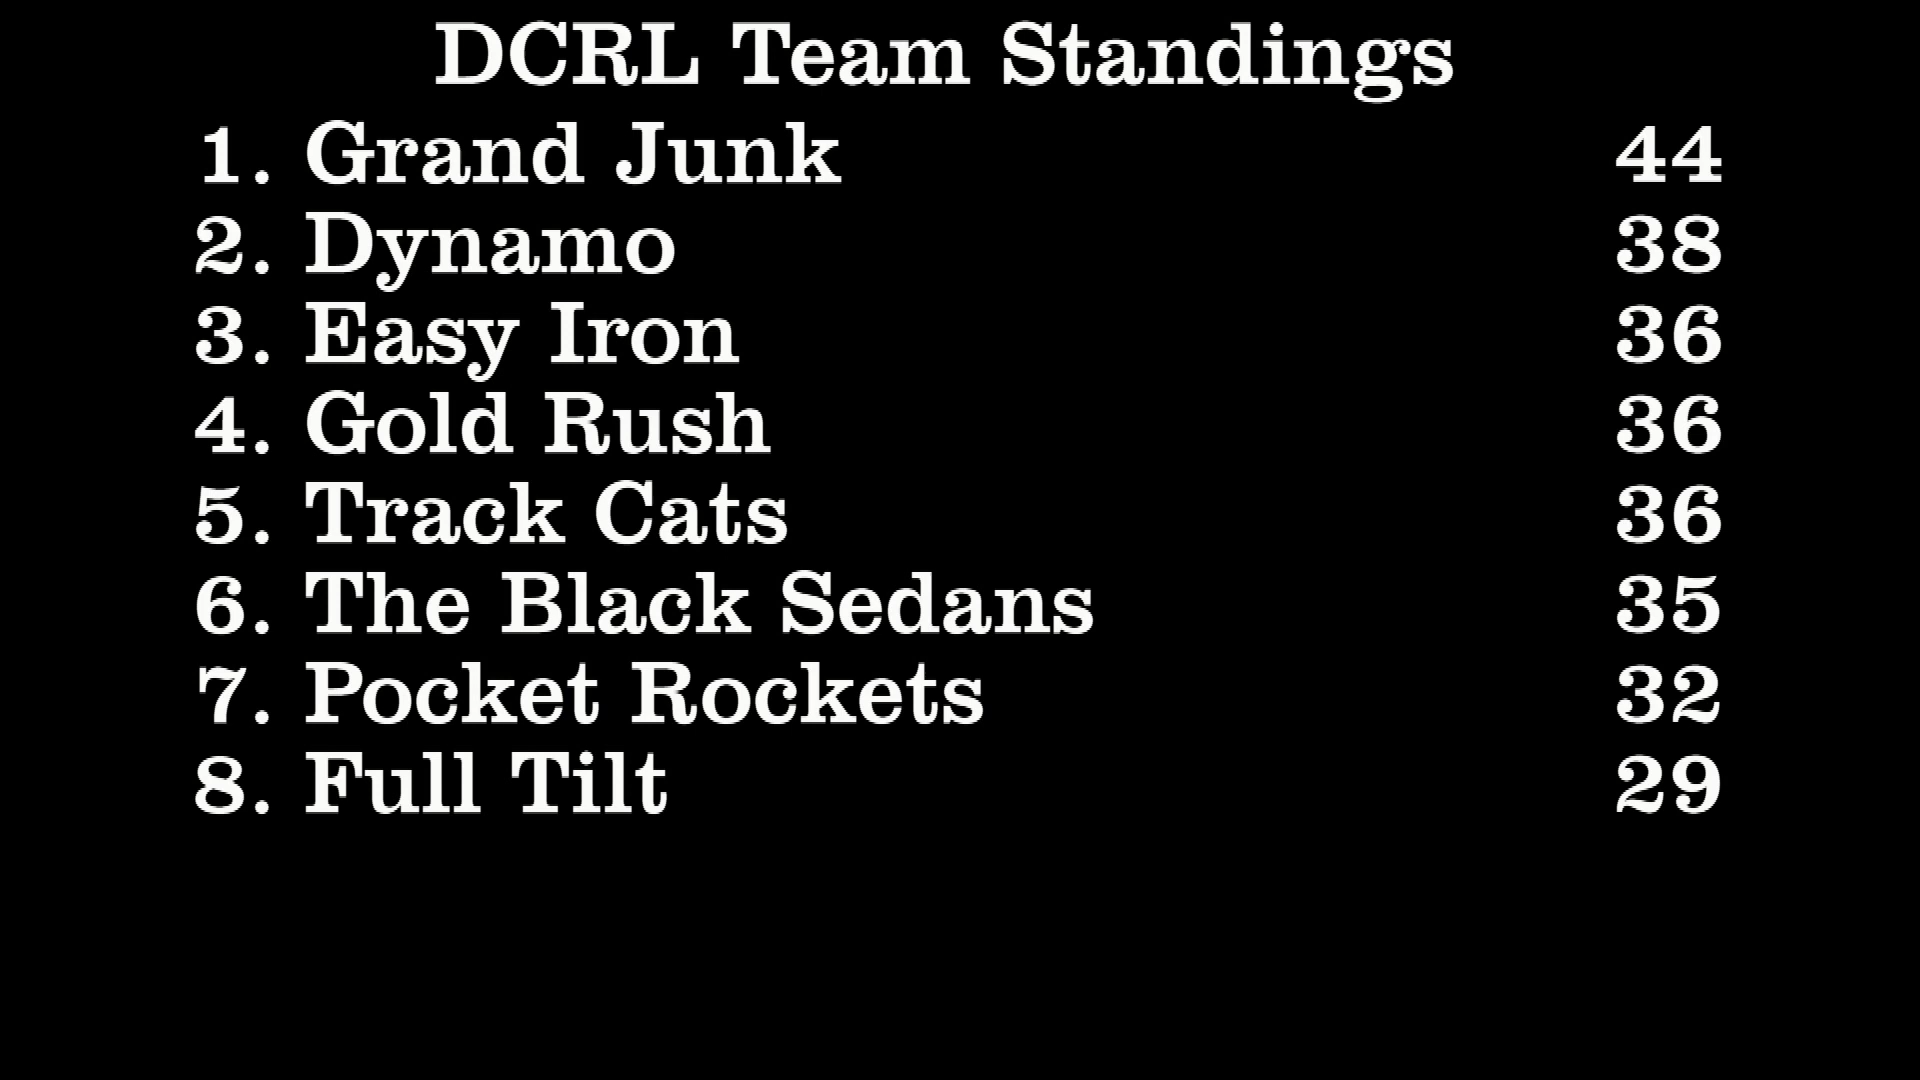 DCRL Team Standings
1. Grand Junk 44
2. Dynamo 38
3. Easy Iron 36
4. Gold Rush 36
5. Track Cats 36
6. The Black Sedans 35
7. Pocket Rockets 32
8. Full Tilt 29